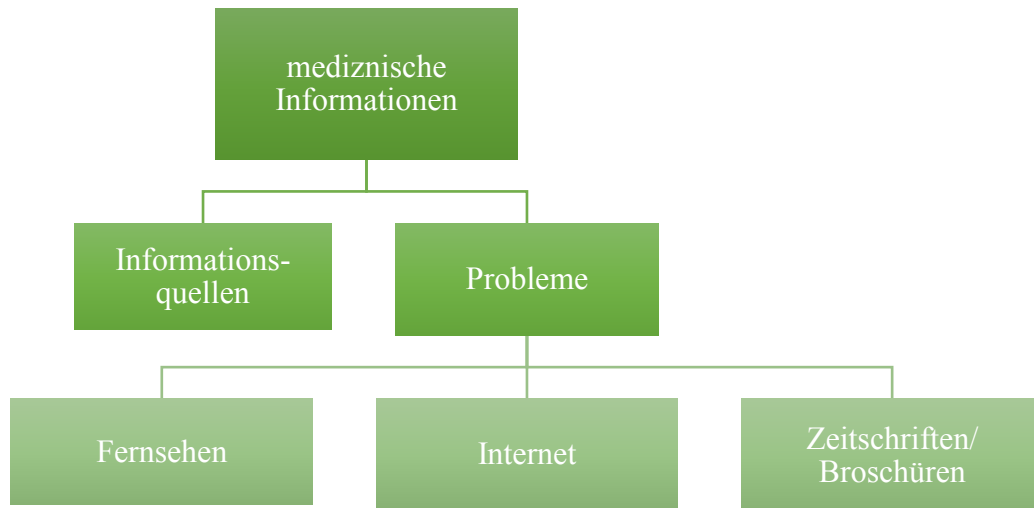 mediznische
Informationen
Informations-
quellen
Probleme
Fernsehen
Internet
Zeitschriften/
Broschüren